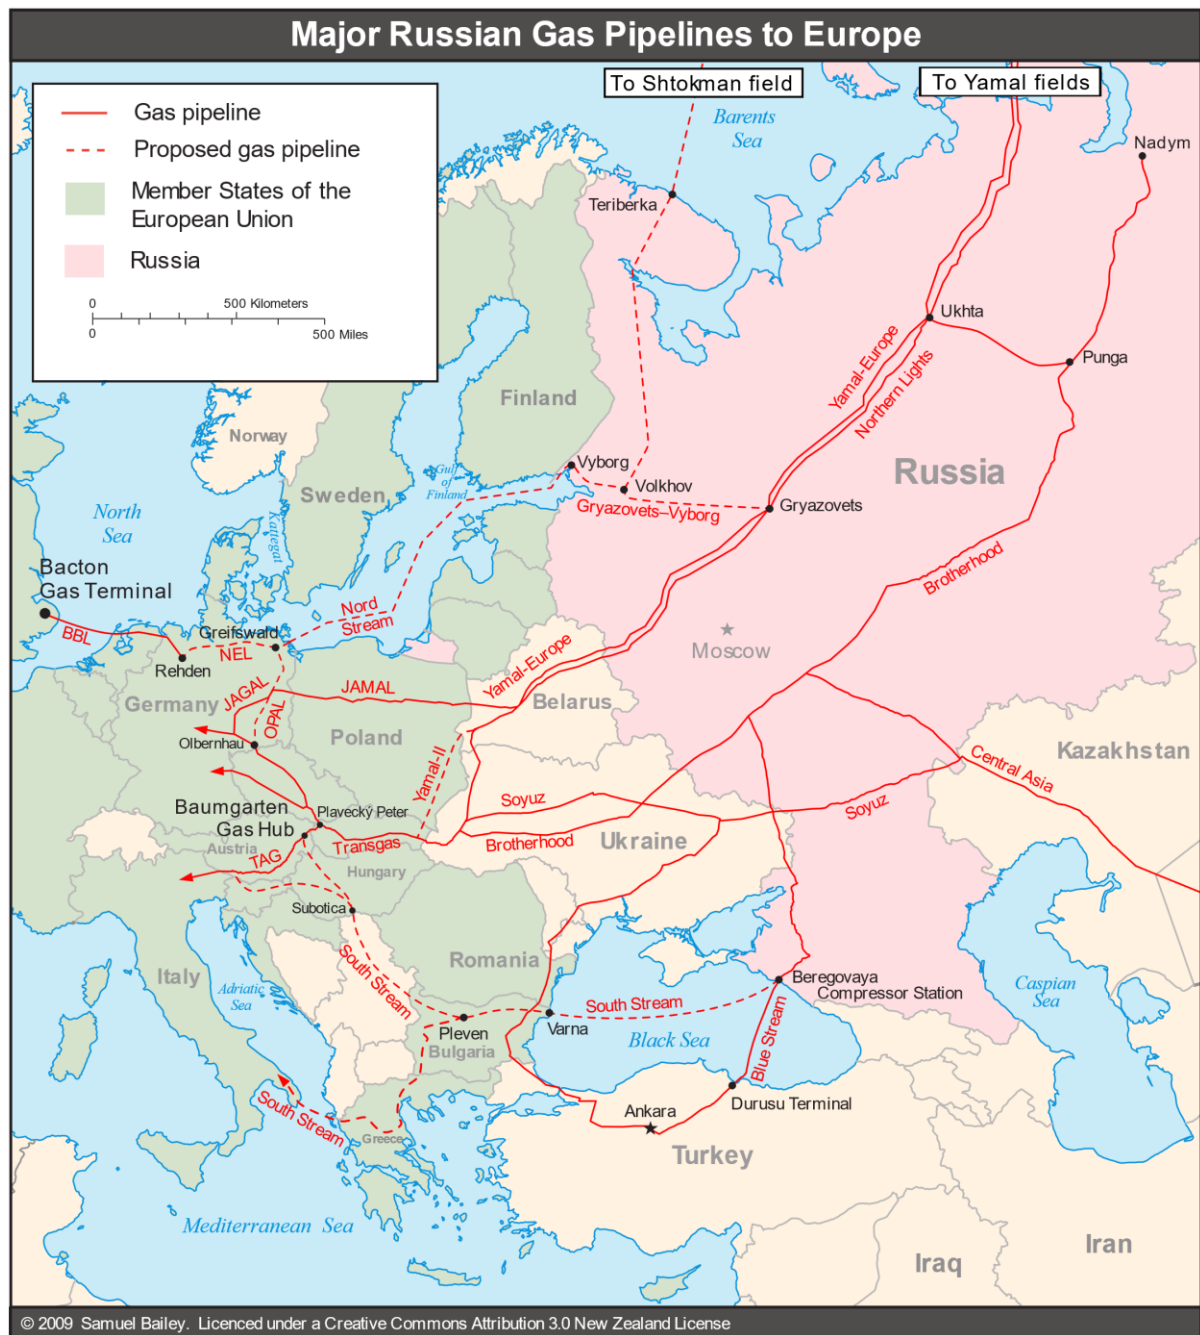 Major Russian Gas Pipelines to Europe
Gas pipeline
Proposed gas pipeline
Member States of the
European Union
Russia
0
500 Kilometers
0
500 Miles
To Shtokman field
To Yamal fields
Barents
Sea
Nadym
Teriberka
Ukhta
Yamal-Europe
Northern Lights
Punga
Finland
Norway
Sweden
Gulf
of
Finland
Vyborg
Volkhov
Gryazovets–Vyborg
Gryazovets
Russia
North
Sea
Kattegat
Bacton
Gas Terminal
BBL
Nord
Stream
Greifswald
NEL
Rehden
Brotherhood
Moscow
Yamal-Europe
JAGAL
JAMAL
Germany
OPAL
Belarus
Olbernhau
Poland
Yamal-II
Kazakhstan
Central Asia
Baumgarten
Gas Hub
Plavecký Peter
Soyuz
Soyuz
Brotherhood
Ukraine
Austria
TAG
Transgas
Hungary
Subotica
South Stream
Romania
Italy
Adriatic
Sea
Beregovaya
Compressor Station
Caspian
Sea
South Stream
Varna
Pleven
Bulgaria
Black Sea
Blue Stream
South Stream
Greece
Ankara
Durusu Terminal
Turkey
Mediterranean Sea
Iraq
Iran
© 2009 Samuel Bailey. Licenced under a Creative Commons Attribution 3.0 New Zealand License